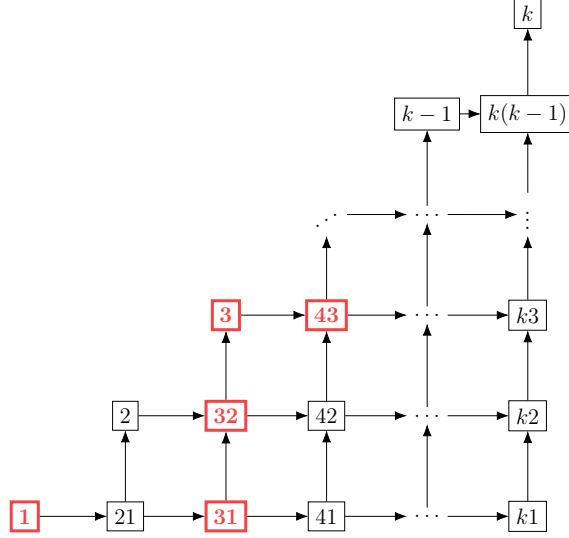 k
k − 1 k(k−1)
⋰ ⋯ ⋮
3 43 ⋯ k3
2 32 42 ⋯ k2
1 21 31 41 ⋯ k1